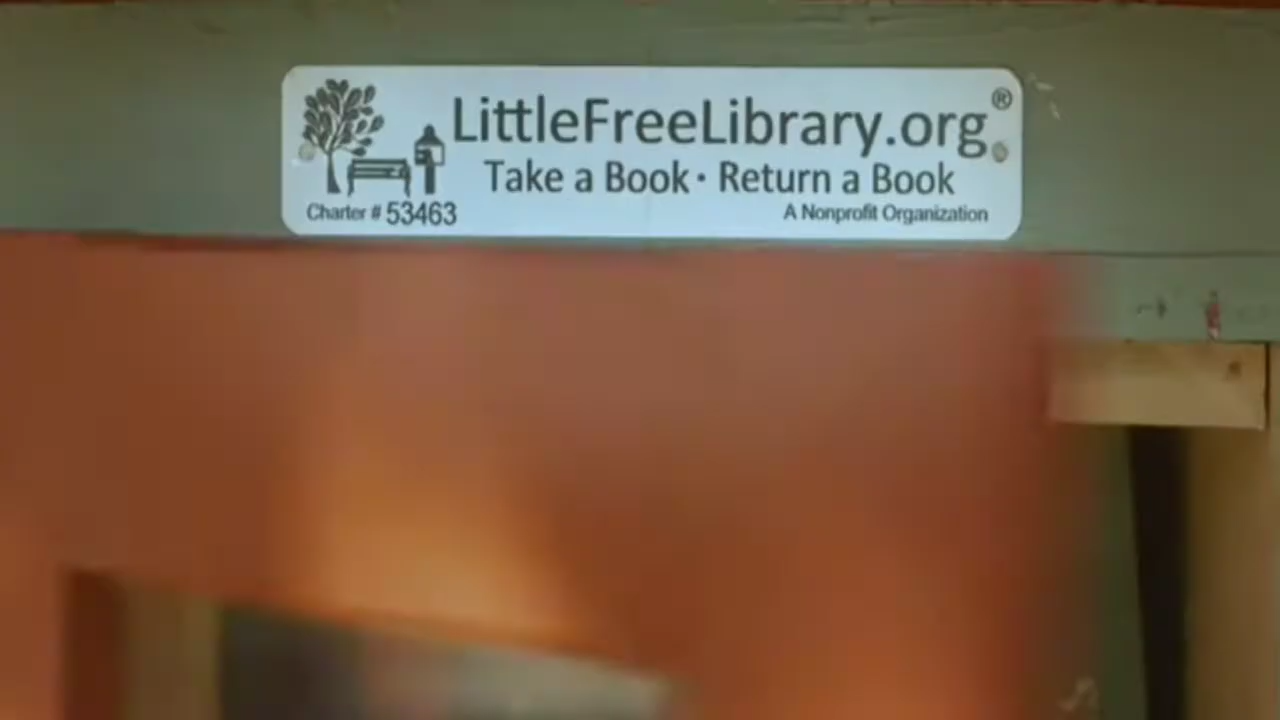 LittleFreeLibrary.org®
Take a Book · Return a Book
Charter # 53463
A Nonprofit Organization